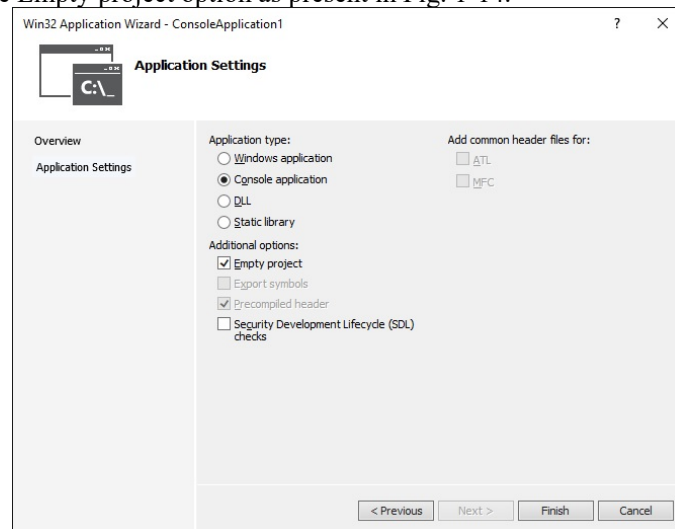 Empty project option as present in Fig. 1-14..
Win32 Application Wizard - ConsoleApplication1
?
C:\_
Application Settings
Overview
Application Settings
Application type:
Windows application
Console application
DLL
Static library
Additional options:
Empty project
Export symbols
Precompiled header
Security Development Lifecycle (SDL)
checks
Add common header files for:
ATL
MFC
< Previous
Next >
Finish
Cancel